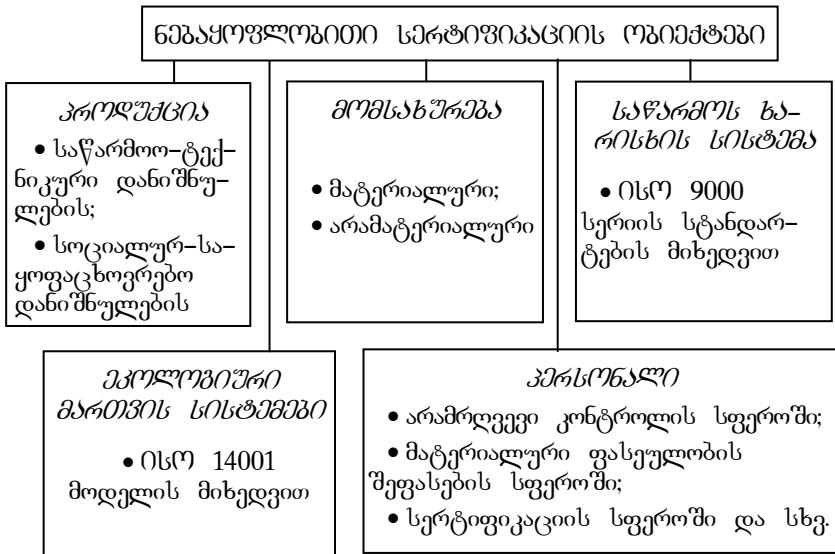 ნებაყოფლობითი სერტიფიკაციის ობიექტები
პროდუქცია
• საწარმოო-ტექ-
ნიკური დანიშნუ-
ლების;
• სოციალურ-სა-
ყოფაცხოვრებო
დანიშნულების
მომსახურება
• მატერიალური;
• არამატერიალური
საწარმოს ხა-
რისხის სისტემა
• ისო 9000
სერიის სტანდარ-
ტების მიხედვით
ეკოლოგიური
მართვის სისტემები
• ისო 14001
მოდელის მიხედვით
პერსონალი
• არამრღვევი კონტროლის სფეროში;
• მატერიალური ფასეულობის
შეფასების სფეროში;
• სერტიფიკაციის სფეროში და სხვ.